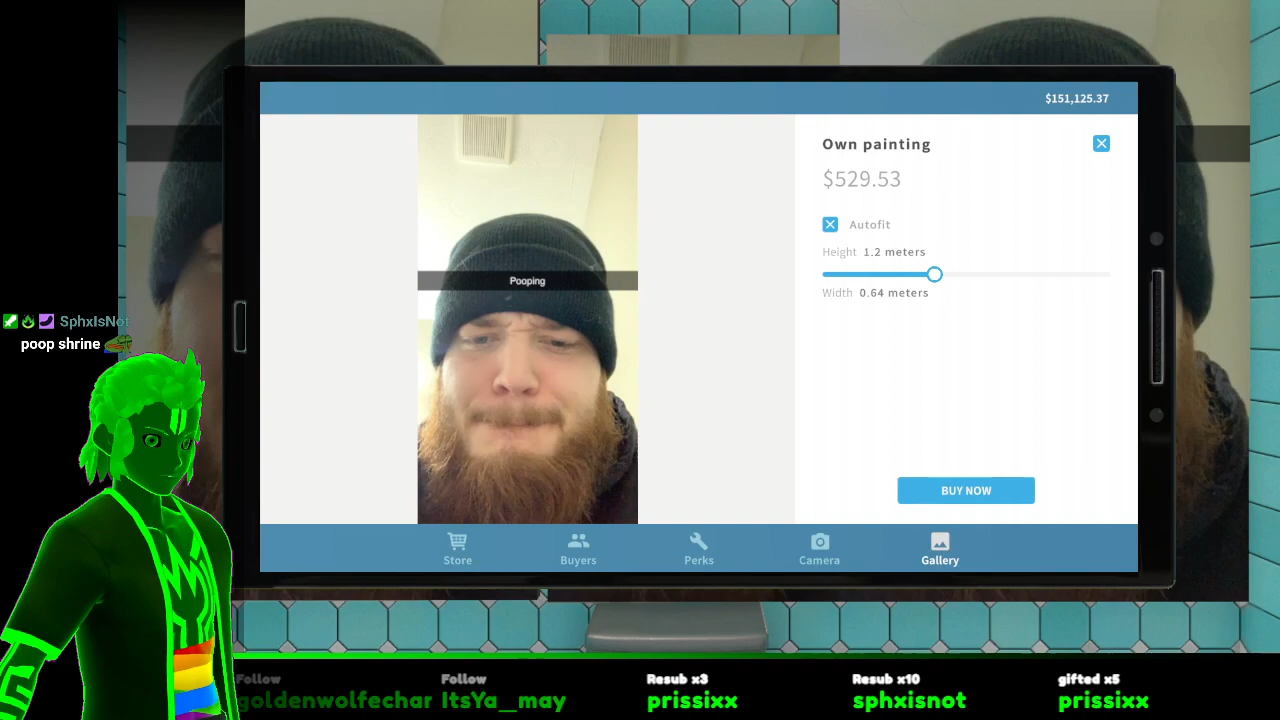 $151,125.37
Own painting
$529.53
Autofit
Height 1.2 meters
Width 0.64 meters
BUY NOW
Pooping
SphxIsNot
poop shrine
Store
Buyers
Perks
Camera
Gallery
Follow
goldenwolfechar
Follow
ItsYa__may
Resub x3
prissixx
Resub x10
sphxisnot
gifted x5
prissixx